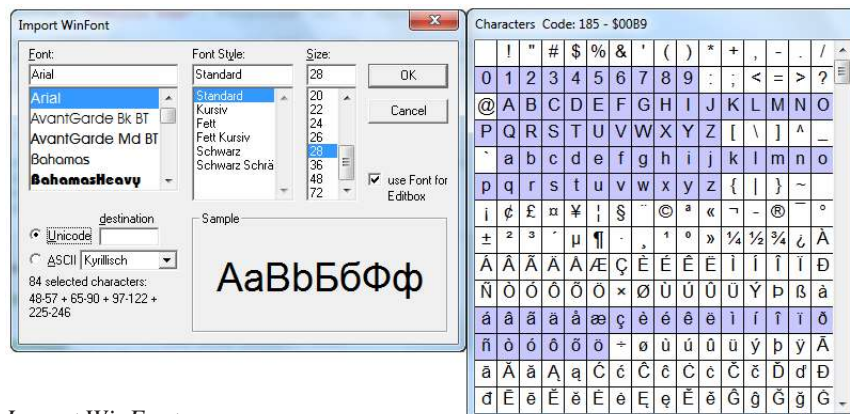 Import WinFont
Font:
Arial
Arial
AvantGarde Bk BT
AvantGarde Md BT
Bahamas
BahamasHeavy
Font Style:
Standard
Standard
Kursiv
Fett
Fett Kursiv
Schwarz
Schwarz Schrä
Size:
28
20
22
24
26
28
36
48
72
OK
Cancel
use Font for
Editbox
destination
Unicode
ASCII Kyrillisch
84 selected characters:
48-57 + 65-90 + 97-122 +
225-246
Sample
AaBbБбФф
Characters Code: 185 - $00B9
! " # $ % & ' ( ) * + , - . /
0 1 2 3 4 5 6 7 8 9 : ; < = > ?
@ A B C D E F G H I J K L M N O
P Q R S T U V W X Y Z [ \ ] ^ _
` a b c d e f g h i j k l m n o
p q r s t u v w x y z { | } ~
¡ ¢ £ ¤ ¥ ¦ § ¨ © ª « ¬ - ® ¯ °
± ² ³ ´ µ ¶ · ¸ ¹ º » ¼ ½ ¾ ¿ À
Á Â Ã Ä Å Æ Ç È É Ê Ë Ì Í Î Ï Ð
Ñ Ò Ó Ô Õ Ö × Ø Ù Ú Û Ü Ý Þ ß à
á â ã ä å æ ç è é ê ë ì í î ï ð
ñ ò ó ô õ ö ÷ ø ù ú û ü ý þ ÿ Ā
ā Ă ă Ą ą Ć ć Ĉ ĉ Ċ ċ Č č Ď ď Đ
đ Ē ē Ĕ ĕ Ė ė Ę ę Ě ě Ĝ ĝ Ğ ğ Ġ